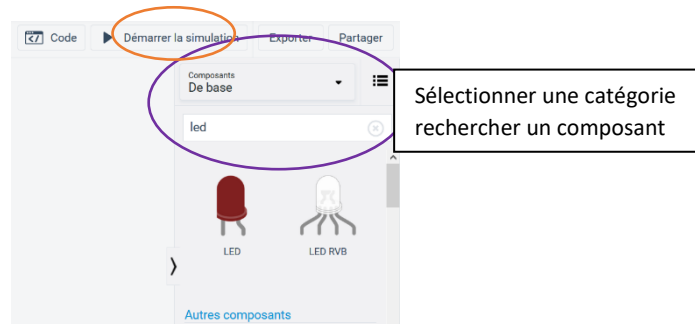 Code Démarrer la simulation Exporter Partager
Composants
De base
led
Sélectionner une catégorie
rechercher un composant
LED LED RVB
Autres composants